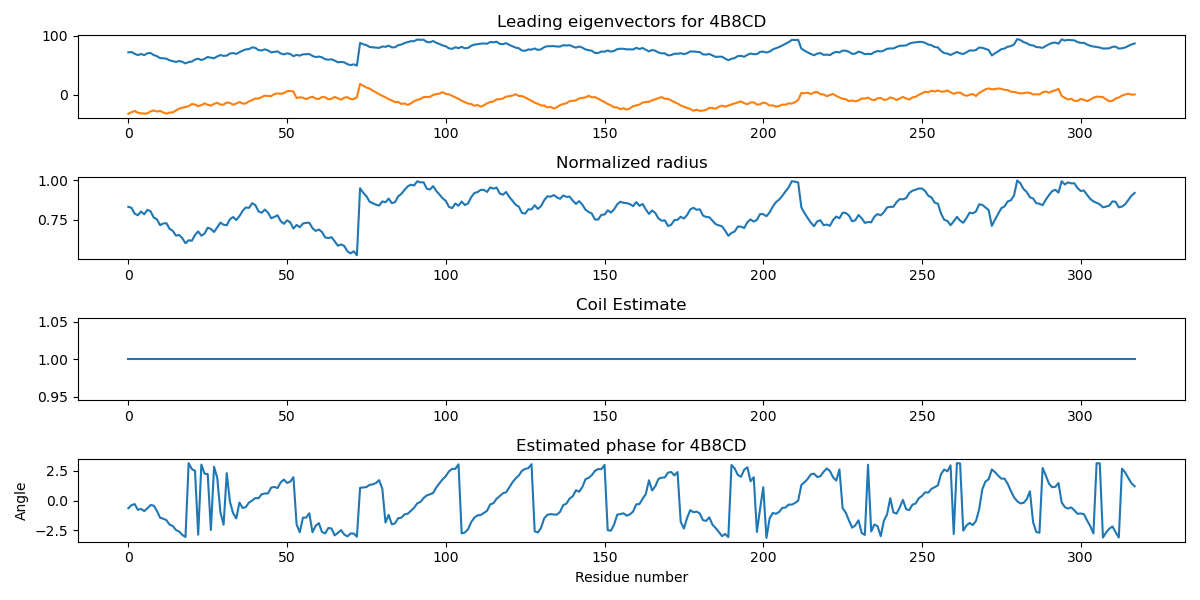 Leading eigenvectors for 4B8CD
100
0
0 50 100 150 200 250 300
Normalized radius
1.00
0.75
0 50 100 150 200 250 300
Coil Estimate
1.05
1.00
0.95
0 50 100 150 200 250 300
Estimated phase for 4B8CD
Angle
2.5
0.0
−2.5
0 50 100 150 200 250 300
Residue number